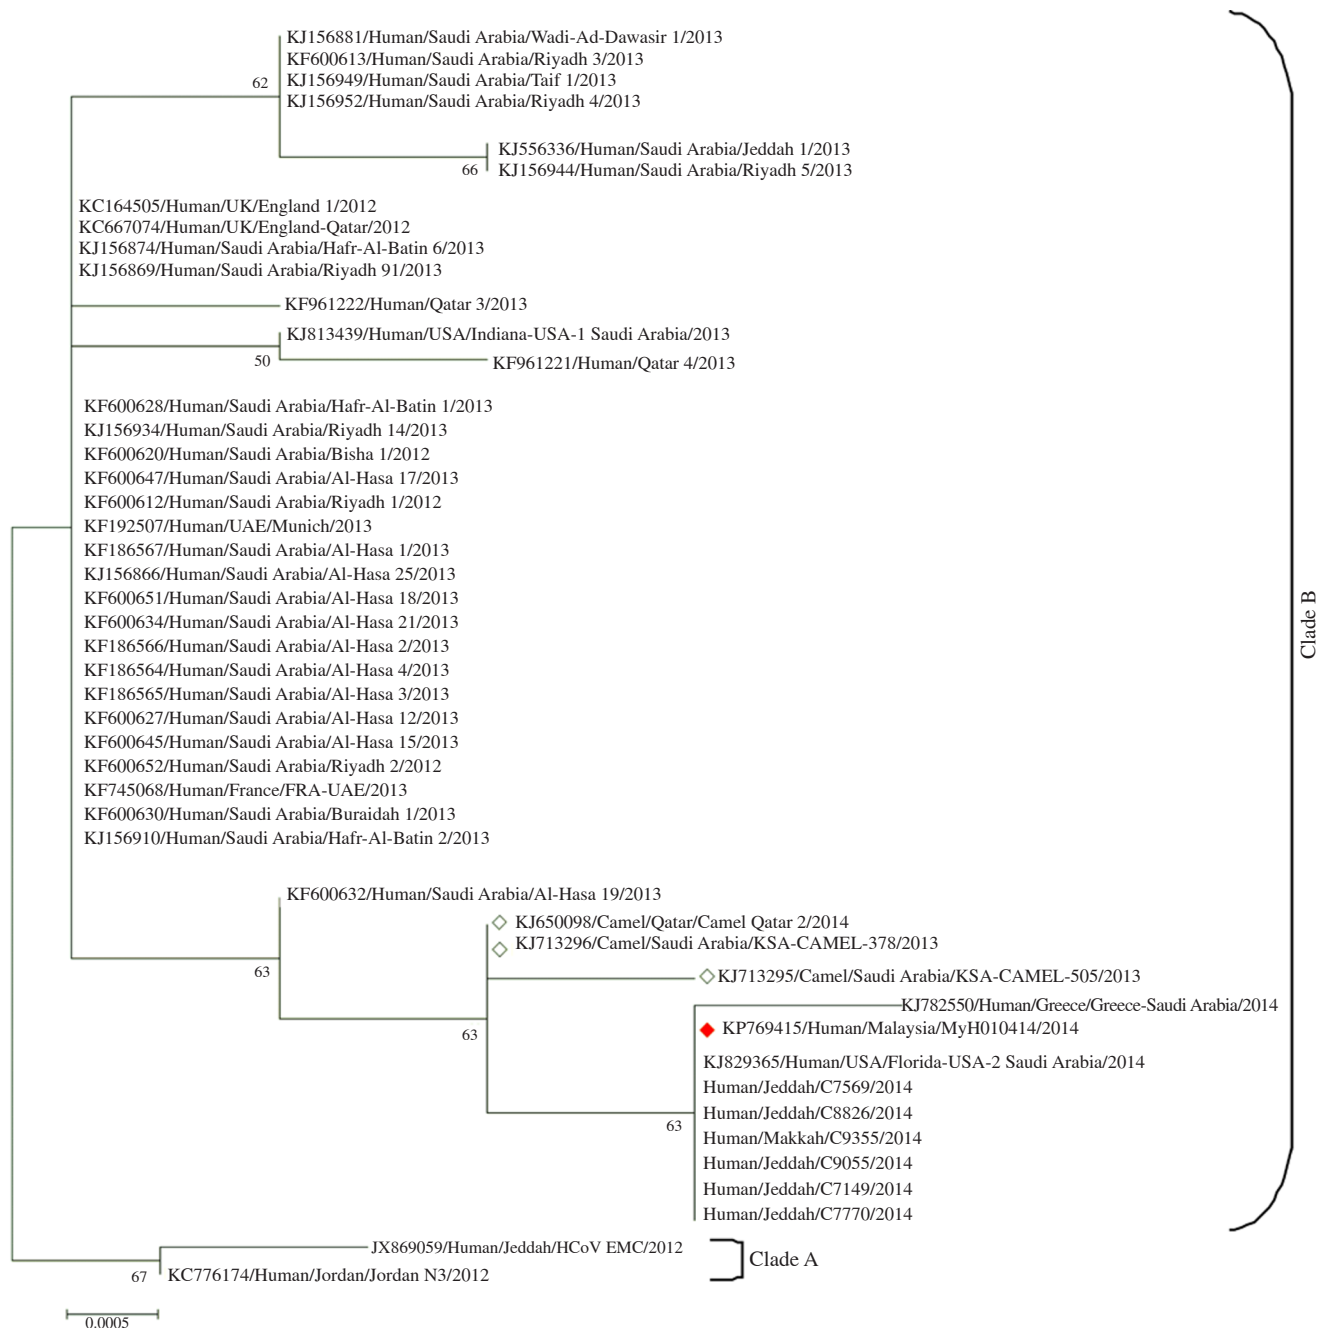 KJ156881/Human/Saudi Arabia/Wadi-Ad-Dawasir 1/2013
KF600613/Human/Saudi Arabia/Riyadh 3/2013
62
KJ156949/Human/Saudi Arabia/Taif 1/2013
KJ156952/Human/Saudi Arabia/Riyadh 4/2013
KJ556336/Human/Saudi Arabia/Jeddah 1/2013
66
KJ156944/Human/Saudi Arabia/Riyadh 5/2013
KC164505/Human/UK/England 1/2012
KC667074/Human/UK/England-Qatar/2012
KJ156874/Human/Saudi Arabia/Hafr-Al-Batin 6/2013
KJ156869/Human/Saudi Arabia/Riyadh 91/2013
KF961222/Human/Qatar 3/2013
KJ813439/Human/USA/Indiana-USA-1 Saudi Arabia/2013
50
KF961221/Human/Qatar 4/2013
KF600628/Human/Saudi Arabia/Hafr-Al-Batin 1/2013
KJ156934/Human/Saudi Arabia/Riyadh 14/2013
KF600620/Human/Saudi Arabia/Bisha 1/2012
KF600647/Human/Saudi Arabia/Al-Hasa 17/2013
KF600612/Human/Saudi Arabia/Riyadh 1/2012
KF192507/Human/UAE/Munich/2013
KF186567/Human/Saudi Arabia/Al-Hasa 1/2013
KJ156866/Human/Saudi Arabia/Al-Hasa 25/2013
KF600651/Human/Saudi Arabia/Al-Hasa 18/2013
KF600634/Human/Saudi Arabia/Al-Hasa 21/2013
KF186566/Human/Saudi Arabia/Al-Hasa 2/2013
KF186564/Human/Saudi Arabia/Al-Hasa 4/2013
KF186565/Human/Saudi Arabia/Al-Hasa 3/2013
KF600627/Human/Saudi Arabia/Al-Hasa 12/2013
KF600645/Human/Saudi Arabia/Al-Hasa 15/2013
KF600652/Human/Saudi Arabia/Riyadh 2/2012
KF745068/Human/France/FRA-UAE/2013
KF600630/Human/Saudi Arabia/Buraidah 1/2013
KJ156910/Human/Saudi Arabia/Hafr-Al-Batin 2/2013
KF600632/Human/Saudi Arabia/Al-Hasa 19/2013
KJ650098/Camel/Qatar/Camel Qatar 2/2014
KJ713296/Camel/Saudi Arabia/KSA-CAMEL-378/2013
63
KJ713295/Camel/Saudi Arabia/KSA-CAMEL-505/2013
KJ782550/Human/Greece/Greece-Saudi Arabia/2014
KP769415/Human/Malaysia/MyH010414/2014
63
KJ829365/Human/USA/Florida-USA-2 Saudi Arabia/2014
Human/Jeddah/C7569/2014
Human/Jeddah/C8826/2014
63
Human/Makkah/C9355/2014
Human/Jeddah/C9055/2014
Human/Jeddah/C7149/2014
Human/Jeddah/C7770/2014
Clade B
JX869059/Human/Jeddah/HCoV EMC/2012
67
KC776174/Human/Jordan/Jordan N3/2012
Clade A
0.0005